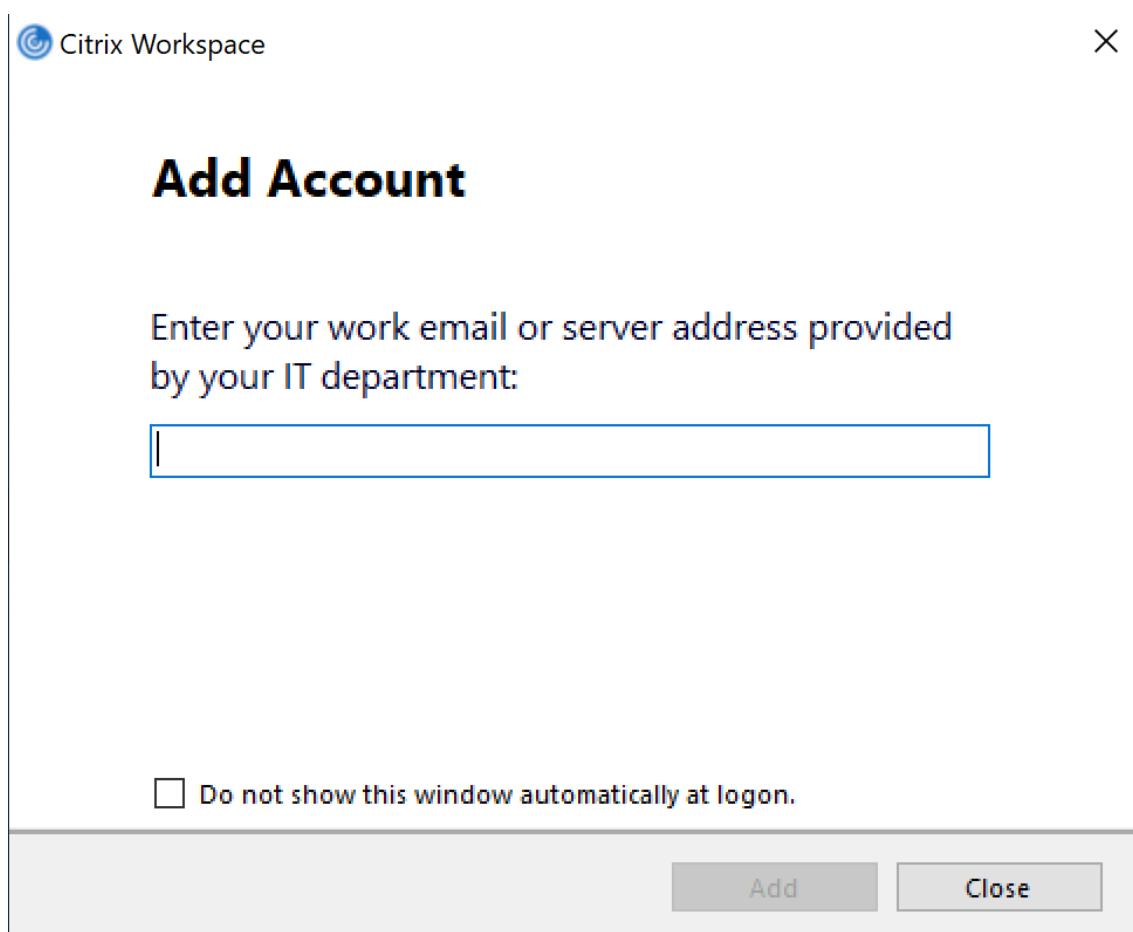 Citrix Workspace
Add Account
Enter your work email or server address provided
by your IT department:
Do not show this window automatically at logon.
Add
Close